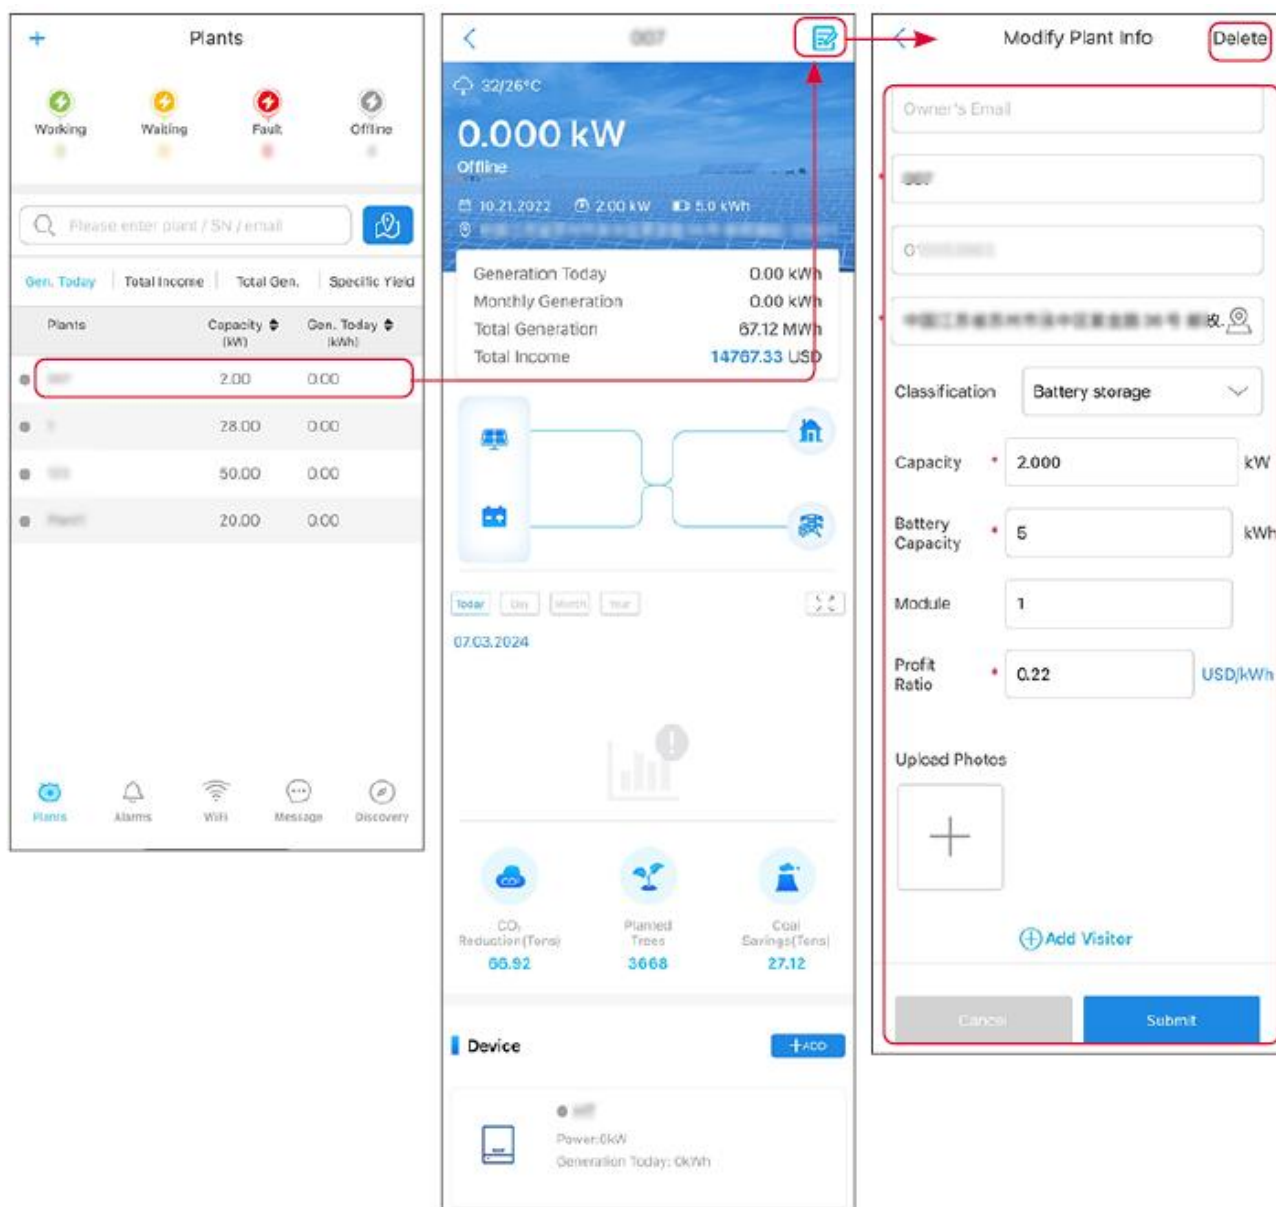 Plants
Working Waiting Fault Offline
Please enter plant / SN / email
Gen. Today Total Income Total Gen. Specific Yield
Plants Capacity Gen. Today
(kW) (kWh)
2.00 0.00
28.00 0.00
50.00 0.00
20.00 0.00
Plants Alarms WiFi Message Discovery
007
32/26°C
0.000 kW
Offline
10.21.2022 2.00 kW 5.0 kWh
Generation Today 0.00 kWh
Monthly Generation 0.00 kWh
Total Generation 67.12 MWh
Total Income 14767.33 USD
Today Day Month Year
07.03.2024
CO₂ Planted Coal
Reduction(Tons) Trees Savings(Tons)
66.92 3668 27.12
Device +ADD
Power:0kW
Generation Today: 0kWh
Modify Plant Info Delete
Owner's Email
007
Classification Battery storage
Capacity * 2.000 kW
Battery
Capacity * 5 kWh
Module 1
Profit
Ratio * 0.22 USD/kWh
Upload Photos
Add Visitor
Cancel Submit